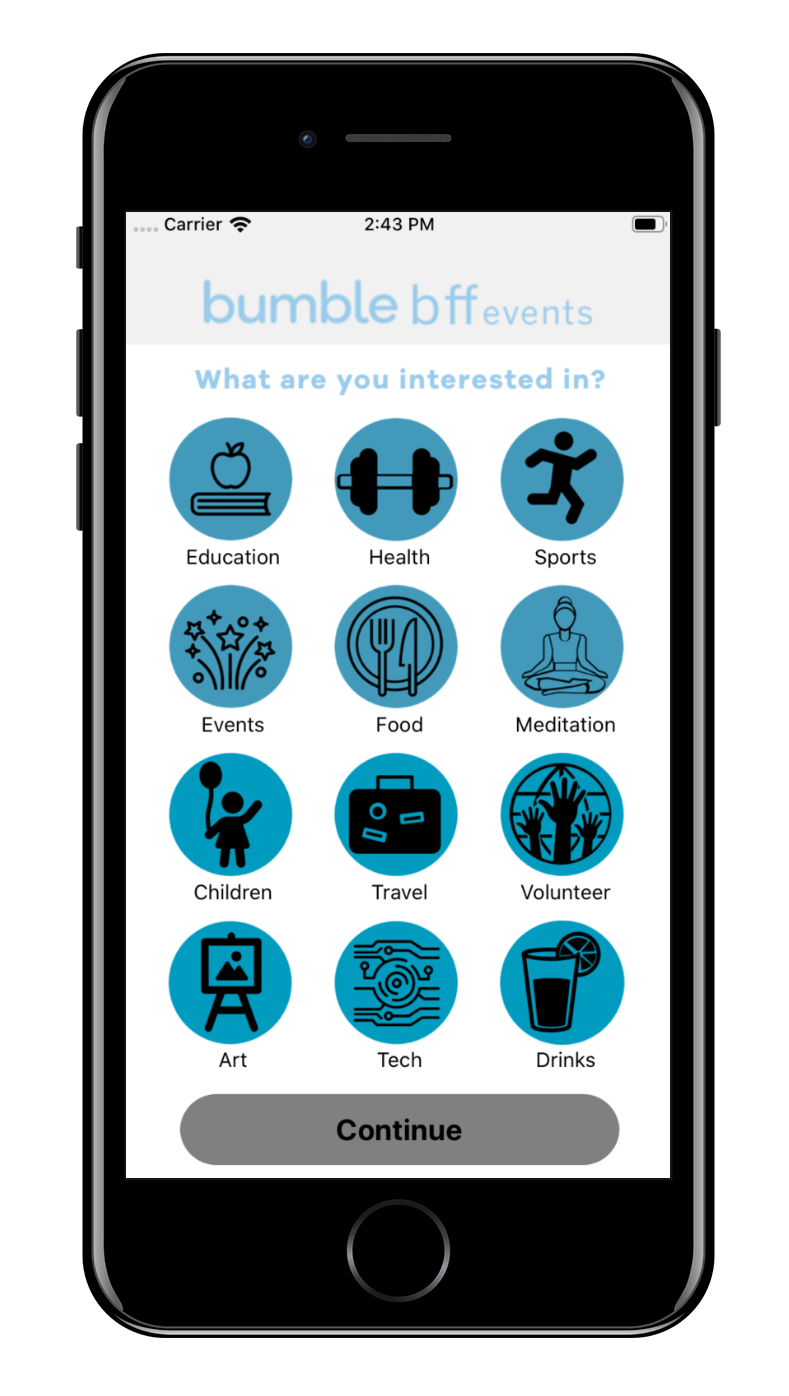 Carrier 2:43 PM
bumble bff events
What are you interested in?
Education Health Sports
Events Food Meditation
Children Travel Volunteer
Art Tech Drinks
Continue